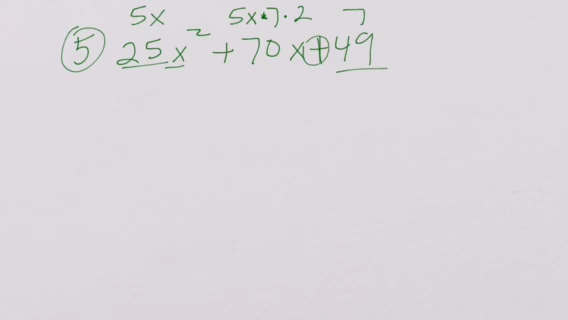 5x 5x•7•2 7
⑤ 25x² + 70x + 49